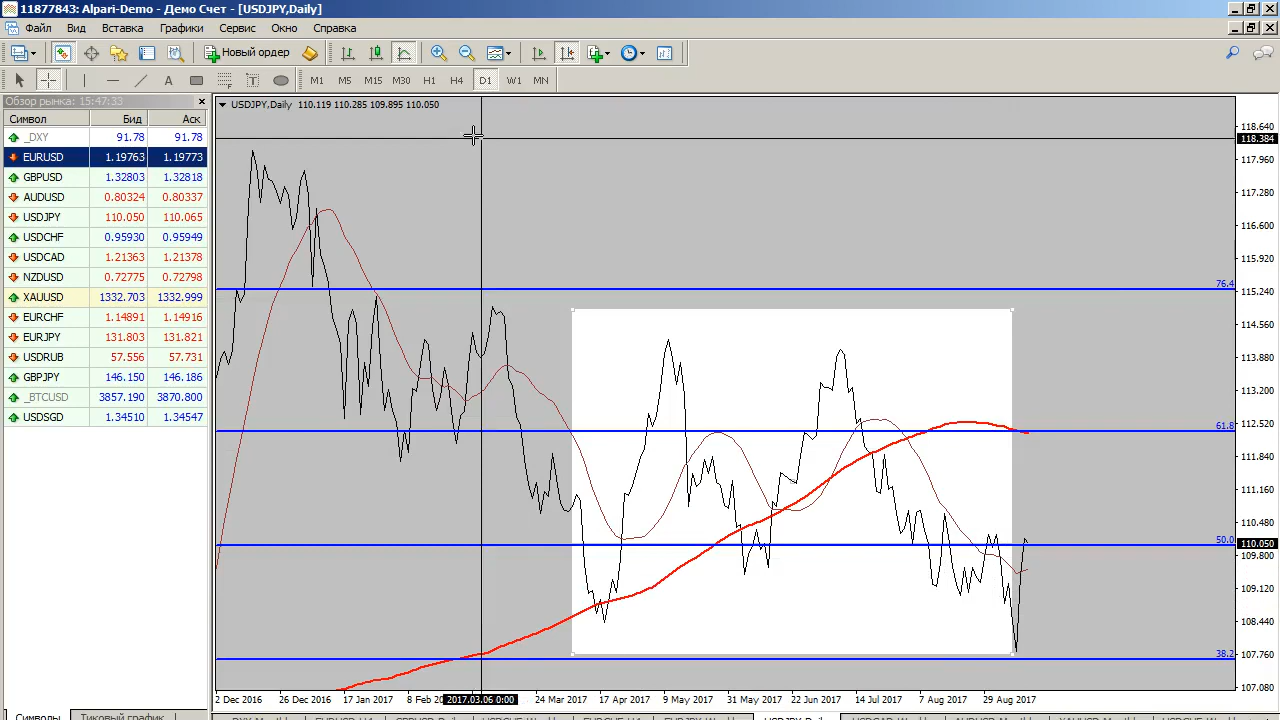 11877843: Alpari-Demo - Демо Счет - [USDJPY,Daily]
Файл Вид Вставка Графики Сервис Окно Справка
Новый ордер
A T M1 M5 M15 M30 H1 H4 D1 W1 MN
Обзор рынка: 15:47:33
Символ Бид Аск
_DXY 91.78 91.78
EURUSD 1.19763 1.19773
GBPUSD 1.32803 1.32818
AUDUSD 0.80324 0.80337
USDJPY 110.050 110.065
USDCHF 0.95930 0.95949
USDCAD 1.21363 1.21378
NZDUSD 0.72775 0.72798
XAUUSD 1332.703 1332.999
EURCHF 1.14891 1.14916
EURJPY 131.803 131.821
USDRUB 57.556 57.731
GBPJPY 146.150 146.186
_BTCUSD 3857.190 3870.800
USDSGD 1.34510 1.34547
Символы Тиковый график
USDJPY,Daily 110.119 110.285 109.895 110.050
118.640
118.384
117.960
117.280
116.600
115.920
76.4
115.240
114.560
113.880
113.200
61.8
112.520
111.840
111.160
110.480
50.0
110.050
109.800
109.120
108.440
38.2
107.760
107.080
2 Dec 2016 26 Dec 2016 17 Jan 2017 8 Feb 2017.03.06 0:00 24 Mar 2017 17 Apr 2017 9 May 2017 31 May 2017 22 Jun 2017 14 Jul 2017 7 Aug 2017 29 Aug 2017